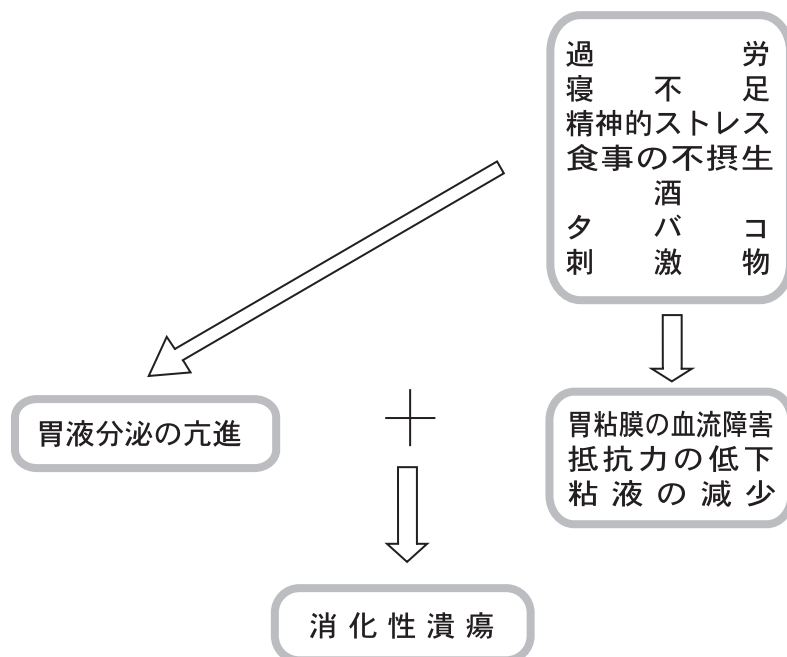 過労
寝不足
精神的ストレス
食事の不摂生
酒
タバコ
刺激物
胃液分泌の亢進
+
胃粘膜の血流障害
抵抗力の低下
粘液の減少
消化性潰瘍